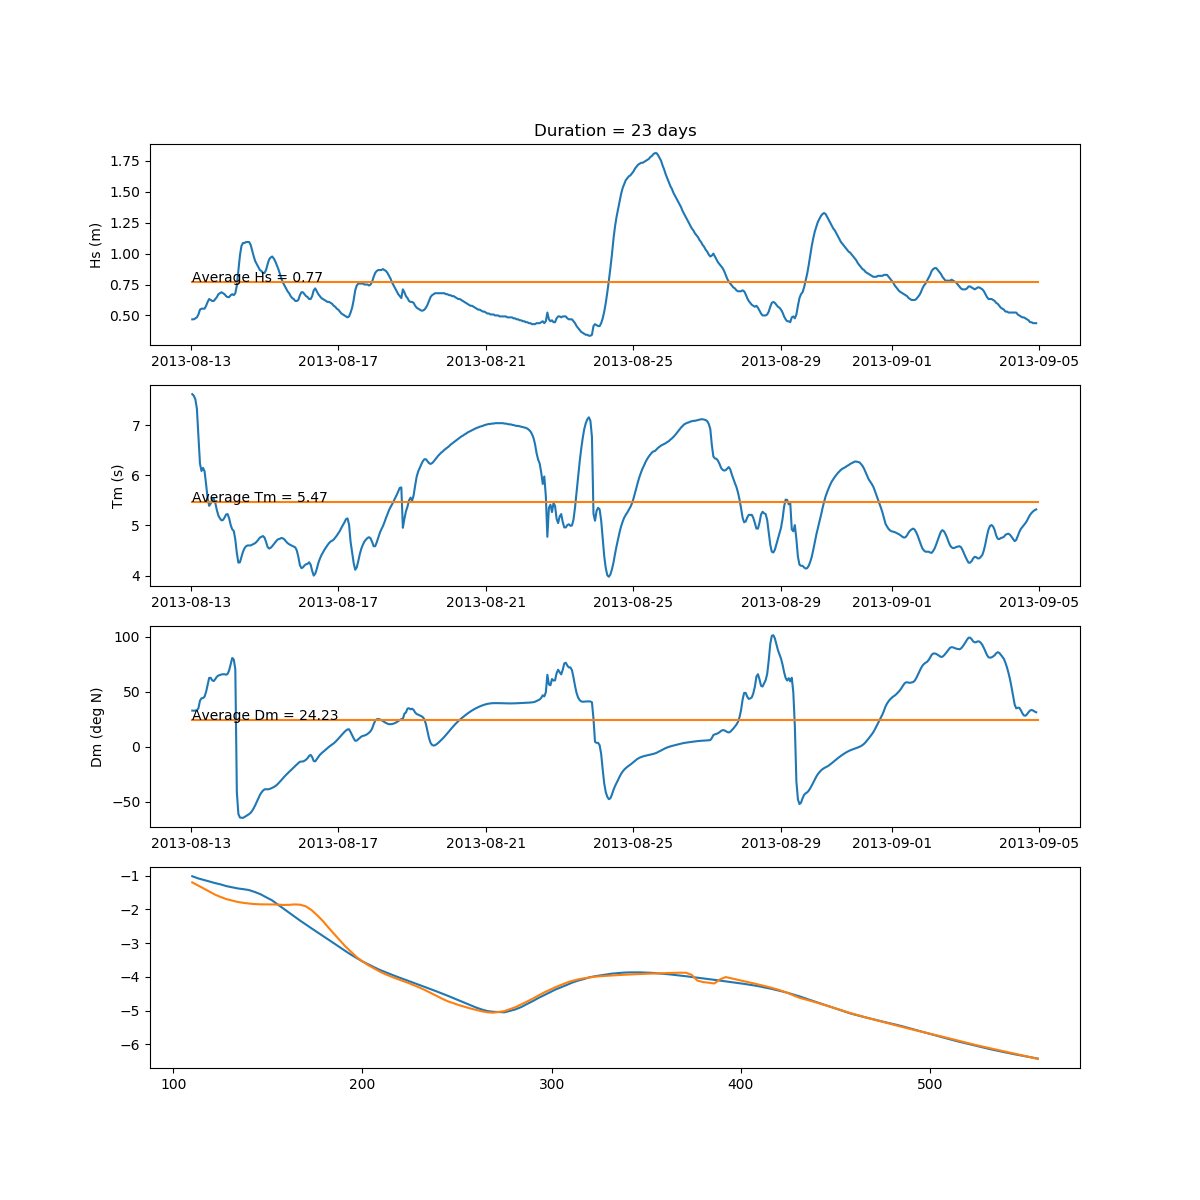 Duration = 23 days
1.75
1.50
1.25
1.00
0.75
0.50
Hs (m)
Average Hs = 0.77
2013-08-13 2013-08-17 2013-08-21 2013-08-25 2013-08-29 2013-09-01 2013-09-05
7
6
5
4
Tm (s)
Average Tm = 5.47
2013-08-13 2013-08-17 2013-08-21 2013-08-25 2013-08-29 2013-09-01 2013-09-05
100
50
0
−50
Dm (deg N)
Average Dm = 24.23
2013-08-13 2013-08-17 2013-08-21 2013-08-25 2013-08-29 2013-09-01 2013-09-05
−1
−2
−3
−4
−5
−6
100 200 300 400 500